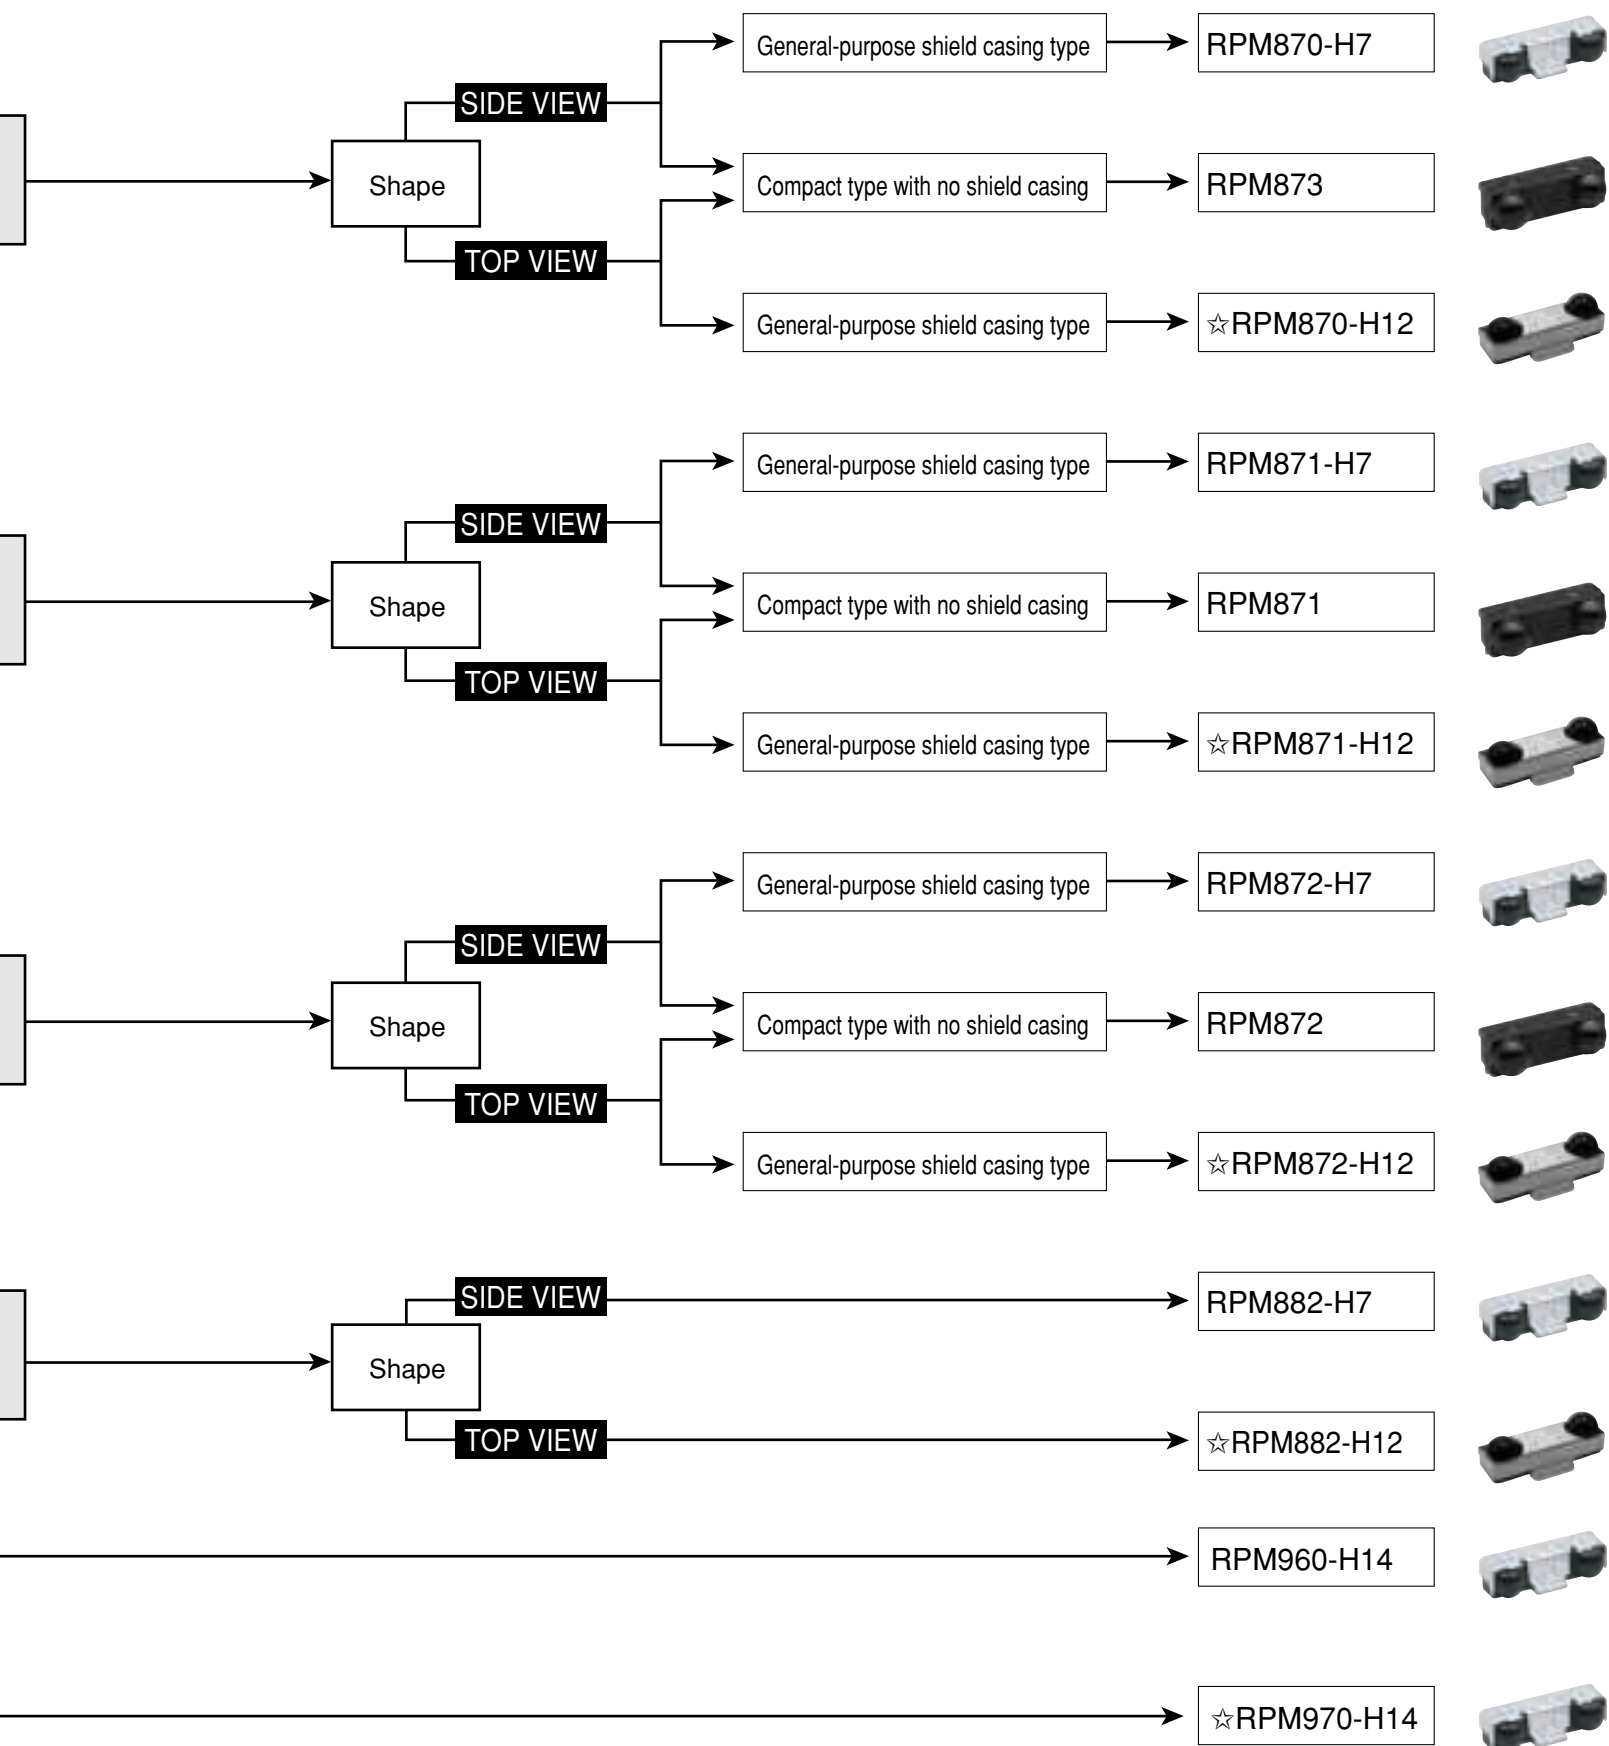 General-purpose shield casing type
RPM870-H7
SIDE VIEW
Shape
Compact type with no shield casing
RPM873
TOP VIEW
General-purpose shield casing type
☆RPM870-H12
General-purpose shield casing type
RPM871-H7
SIDE VIEW
Shape
Compact type with no shield casing
RPM871
TOP VIEW
General-purpose shield casing type
☆RPM871-H12
General-purpose shield casing type
RPM872-H7
SIDE VIEW
Shape
Compact type with no shield casing
RPM872
TOP VIEW
General-purpose shield casing type
☆RPM872-H12
SIDE VIEW
RPM882-H7
Shape
TOP VIEW
☆RPM882-H12
RPM960-H14
☆RPM970-H14